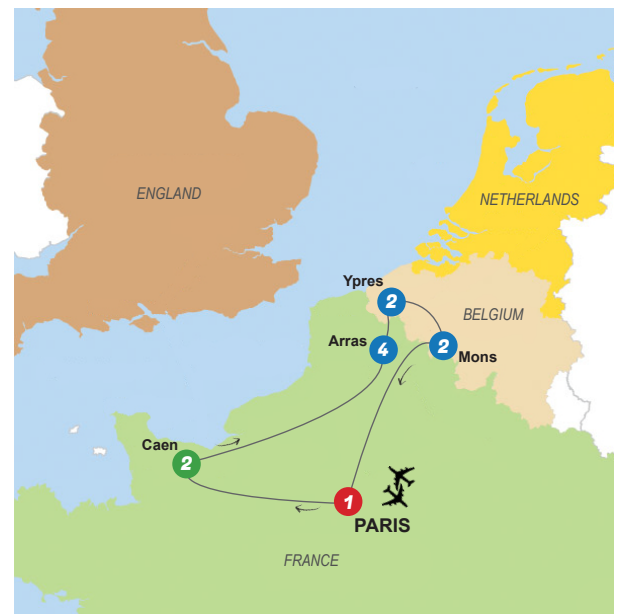 ENGLAND
NETHERLANDS
Ypres
2
BELGIUM
Arras
4
2
Mons
Caen
2
1
PARIS
FRANCE